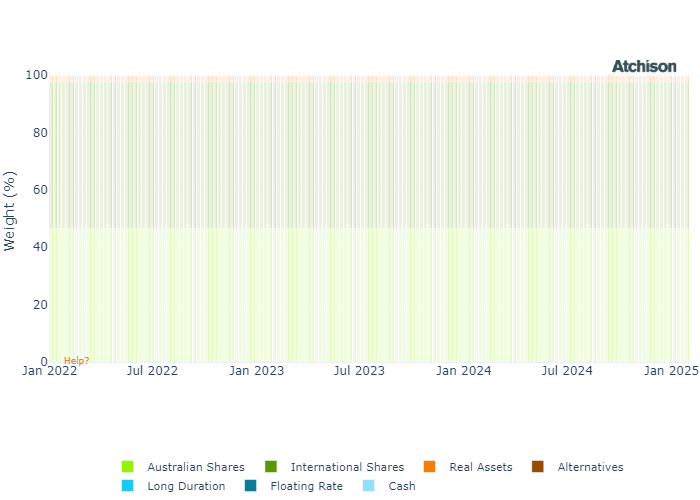 Atchison
Weight (%)
100
80
60
40
20
0
Help?
Jan 2022 Jul 2022 Jan 2023 Jul 2023 Jan 2024 Jul 2024 Jan 2025
Australian Shares International Shares Real Assets Alternatives
Long Duration Floating Rate Cash